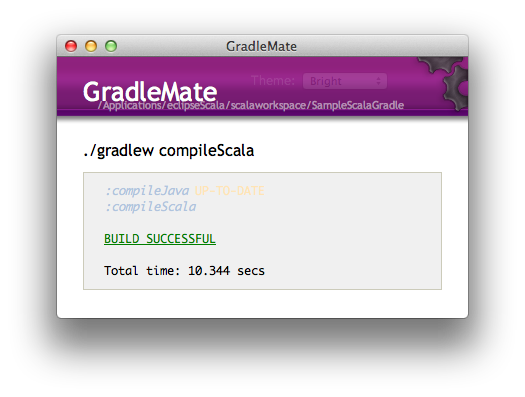 GradleMate
Theme: Bright
GradleMate
/Applications/eclipseScala/scalaworkspace/SampleScalaGradle
./gradlew compileScala
:compileJava UP-TO-DATE
:compileScala
BUILD SUCCESSFUL
Total time: 10.344 secs